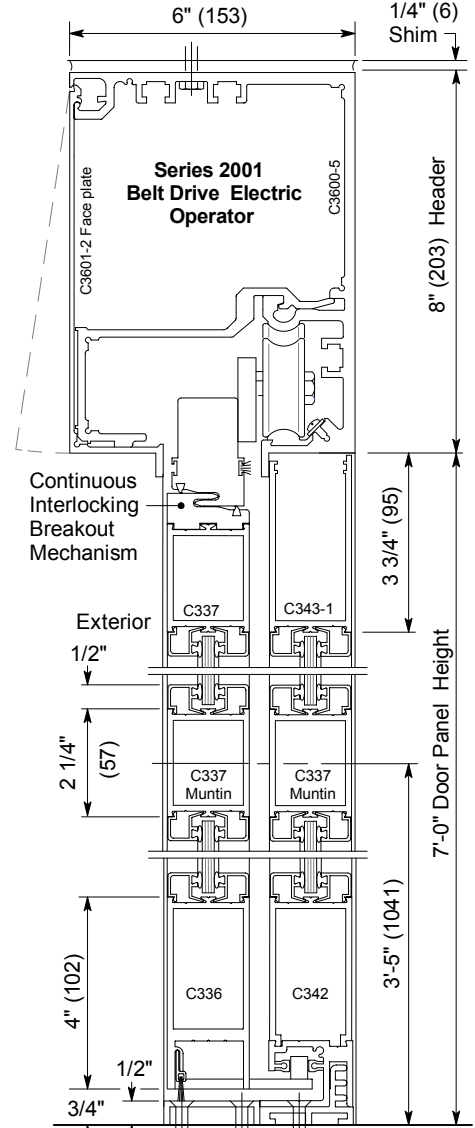 6" (153)
1/4" (6)
Shim
Series 2001
Belt Drive Electric
Operator
C3601-2 Face plate
C3600-5
8" (203) Header
Continuous
Interlocking
Breakout
Mechanism
3 3/4" (95)
C337
C343-1
Exterior
1/2"
2 1/4"
(57)
C337
Muntin
C337
Muntin
7'-0" Door Panel Height
3'-5" (1041)
4" (102)
C336
C342
1/2"
3/4"